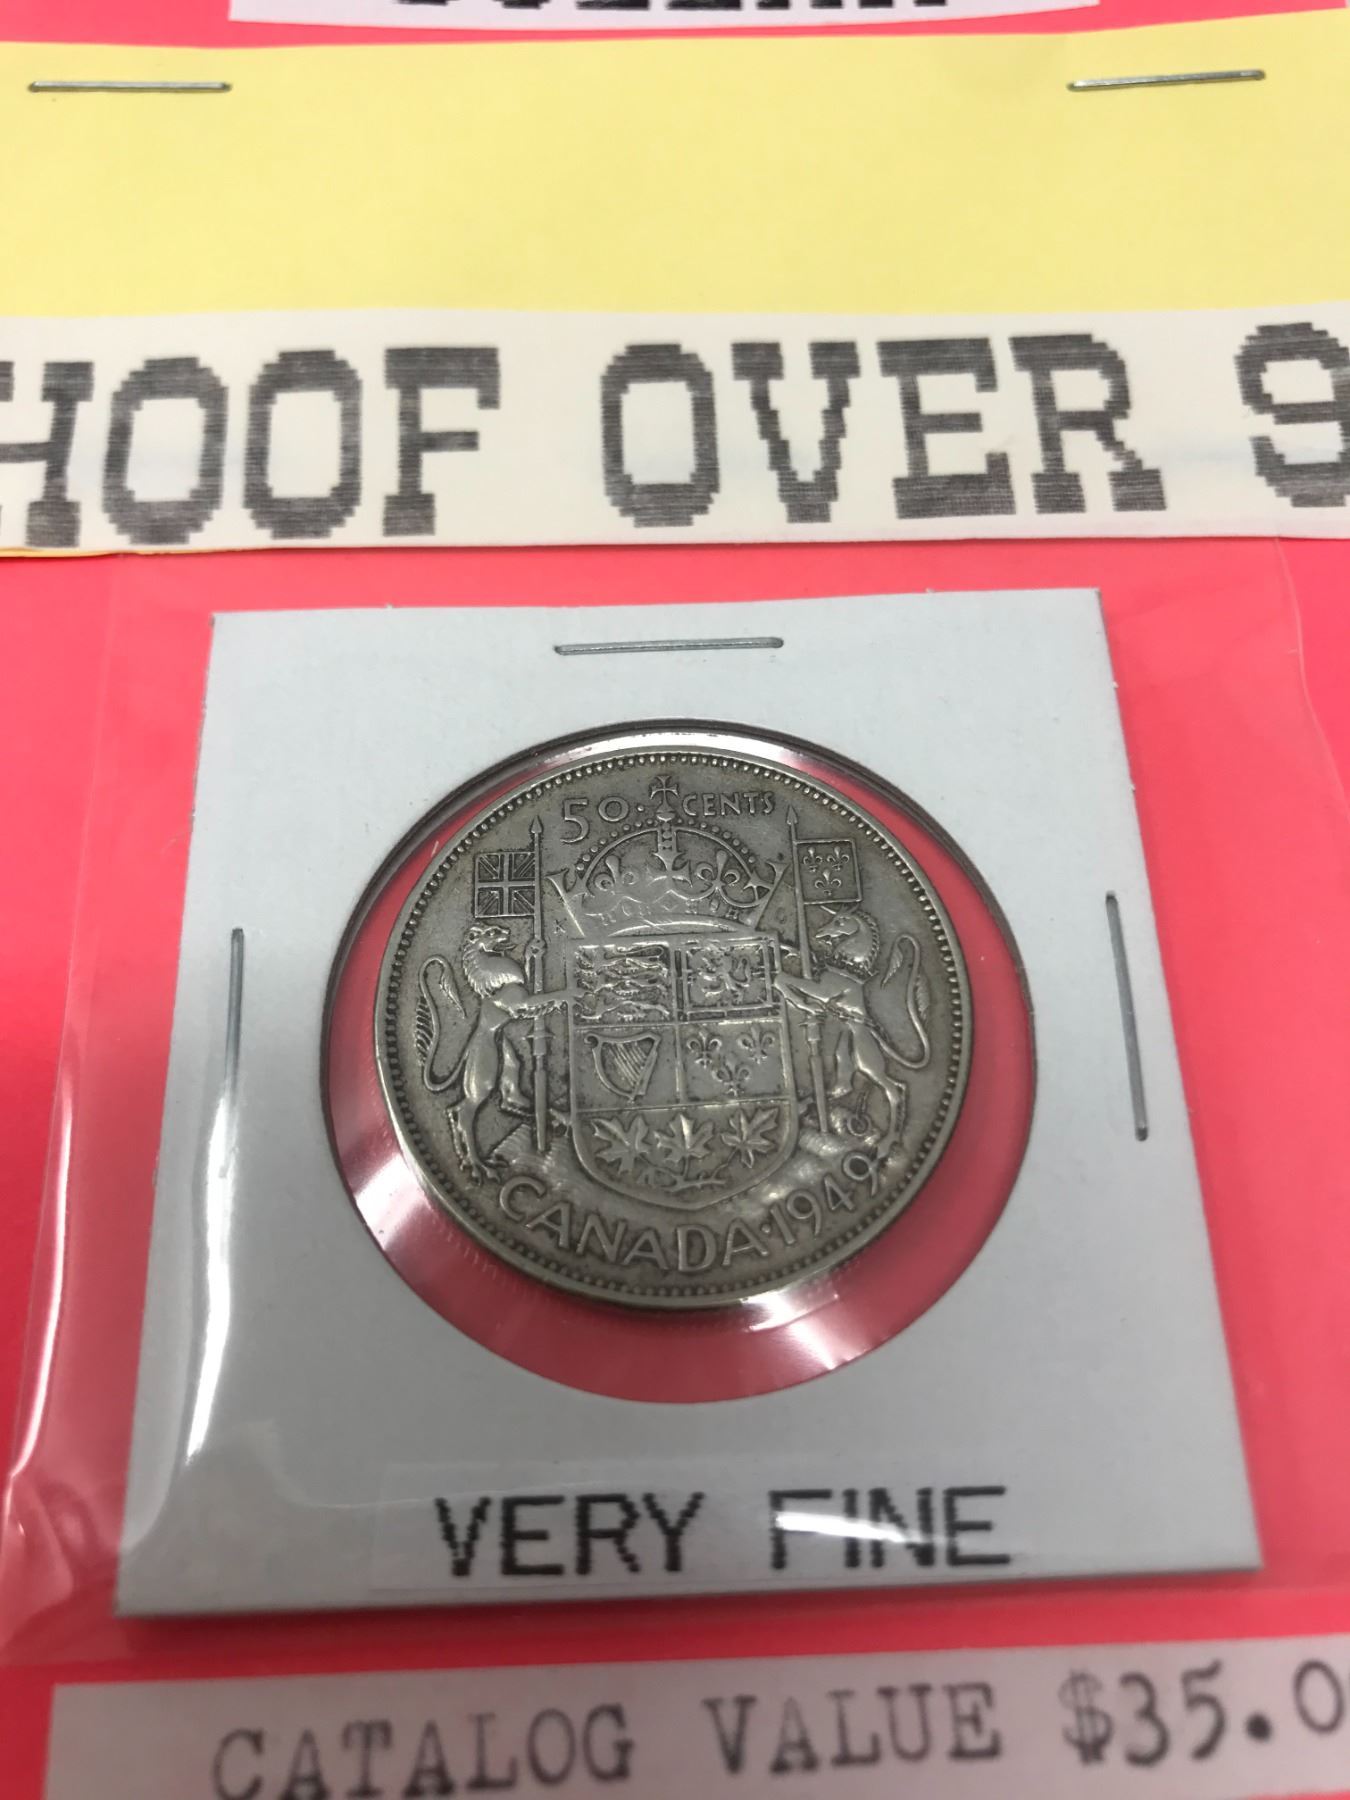 HOOF OVER 9
50 CENTS
K H
CANADA 1949
VERY FINE
CATALOG VALUE $35.0